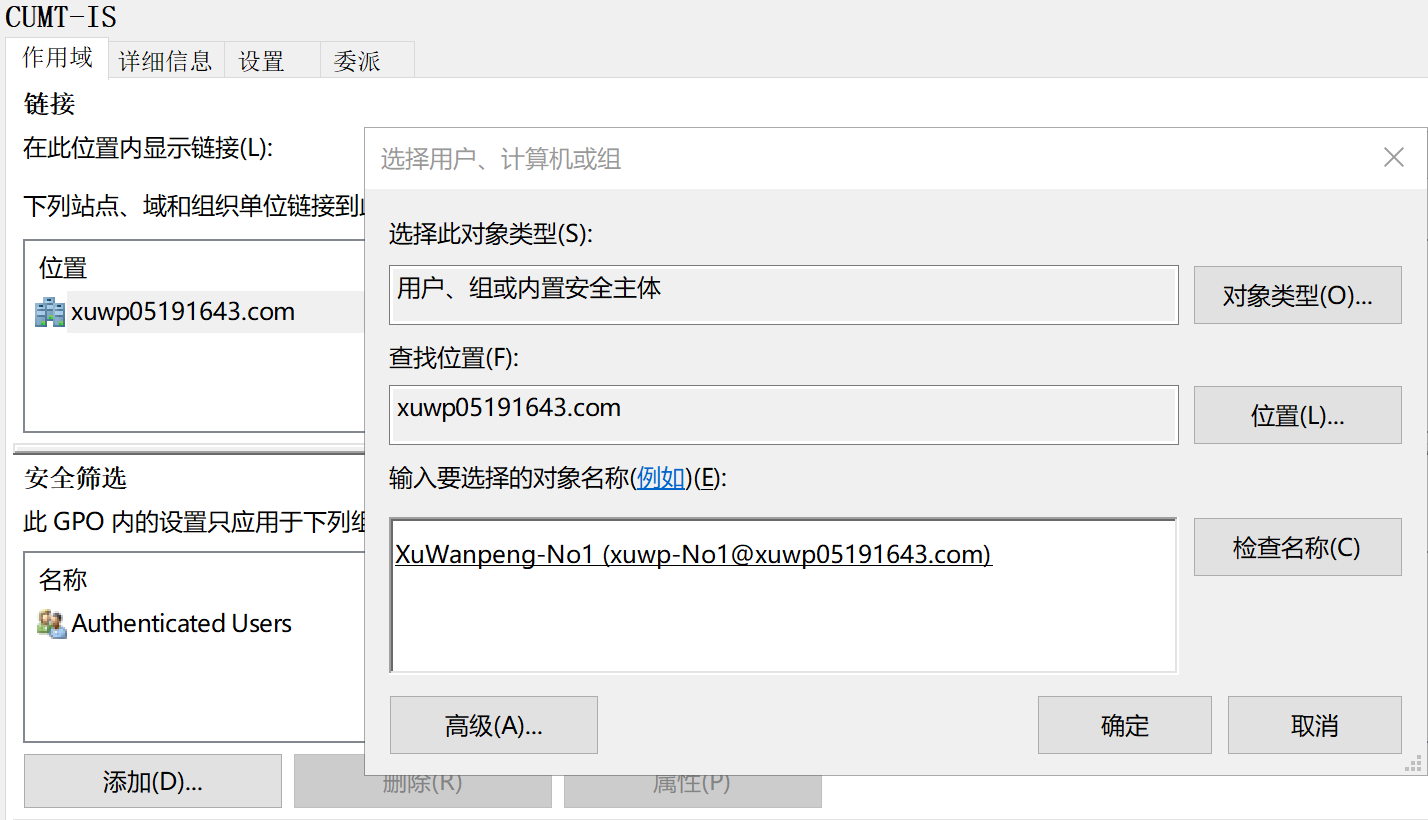 CUMT-IS
作用域 详细信息 设置 委派
链接
在此位置内显示链接(L):
下列站点、域和组织单位链接到此
位置
xuwp05191643.com
安全筛选
此 GPO 内的设置只应用于下列组
名称
Authenticated Users
添加(D)... 删除(R) 属性(P)
选择用户、计算机或组
选择此对象类型(S):
用户、组或内置安全主体
对象类型(O)...
查找位置(F):
xuwp05191643.com
位置(L)...
输入要选择的对象名称(例如)(E):
XuWanpeng-No1 (xuwp-No1@xuwp05191643.com)
检查名称(C)
高级(A)... 确定 取消